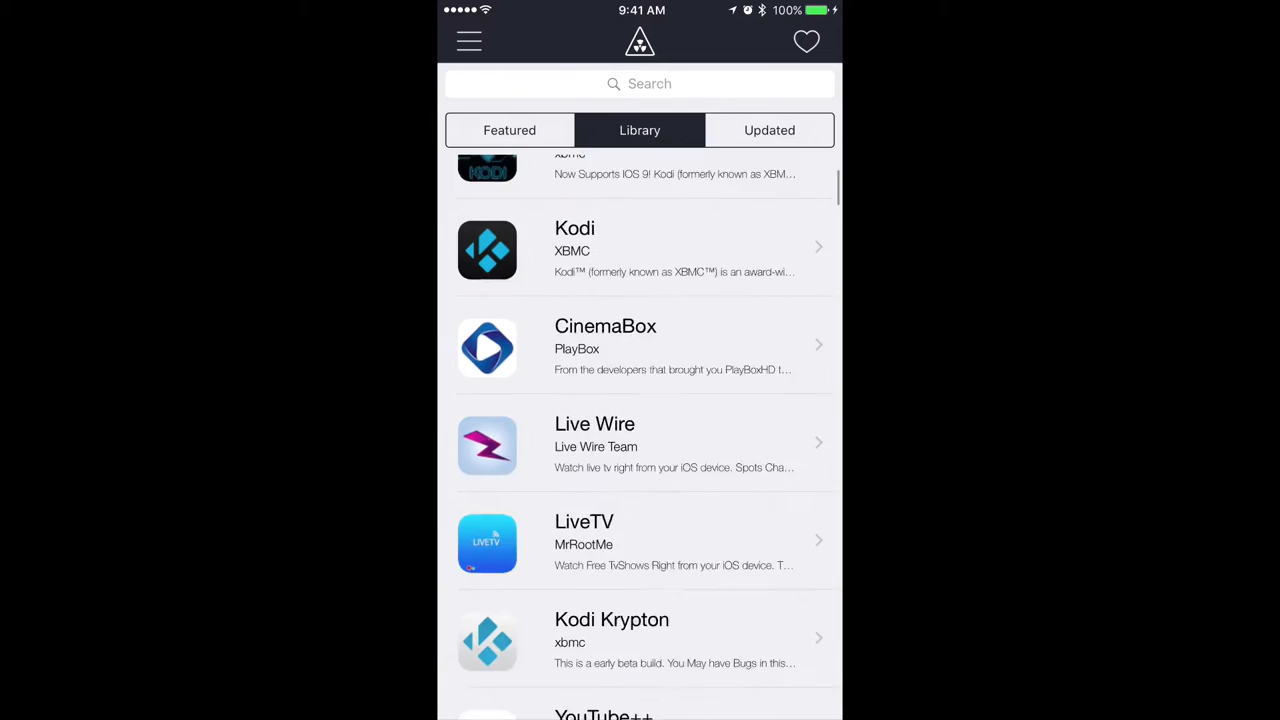 9:41 AM
100%
Search
Featured
Library
Updated
xbmc
KODI
Now Supports IOS 9! Kodi (formerly known as XBM...
Kodi
XBMC
Kodi™ (formerly known as XBMC™) is an award-wi...
CinemaBox
PlayBox
From the developers that brought you PlayBoxHD t...
Live Wire
Live Wire Team
Watch live tv right from your iOS device. Spots Cha...
LiveTV
MrRootMe
LIVETV
Watch Free TvShows Right from your iOS device. T...
Kodi Krypton
xbmc
This is a early beta build. You May have Bugs in this...
YouTube++